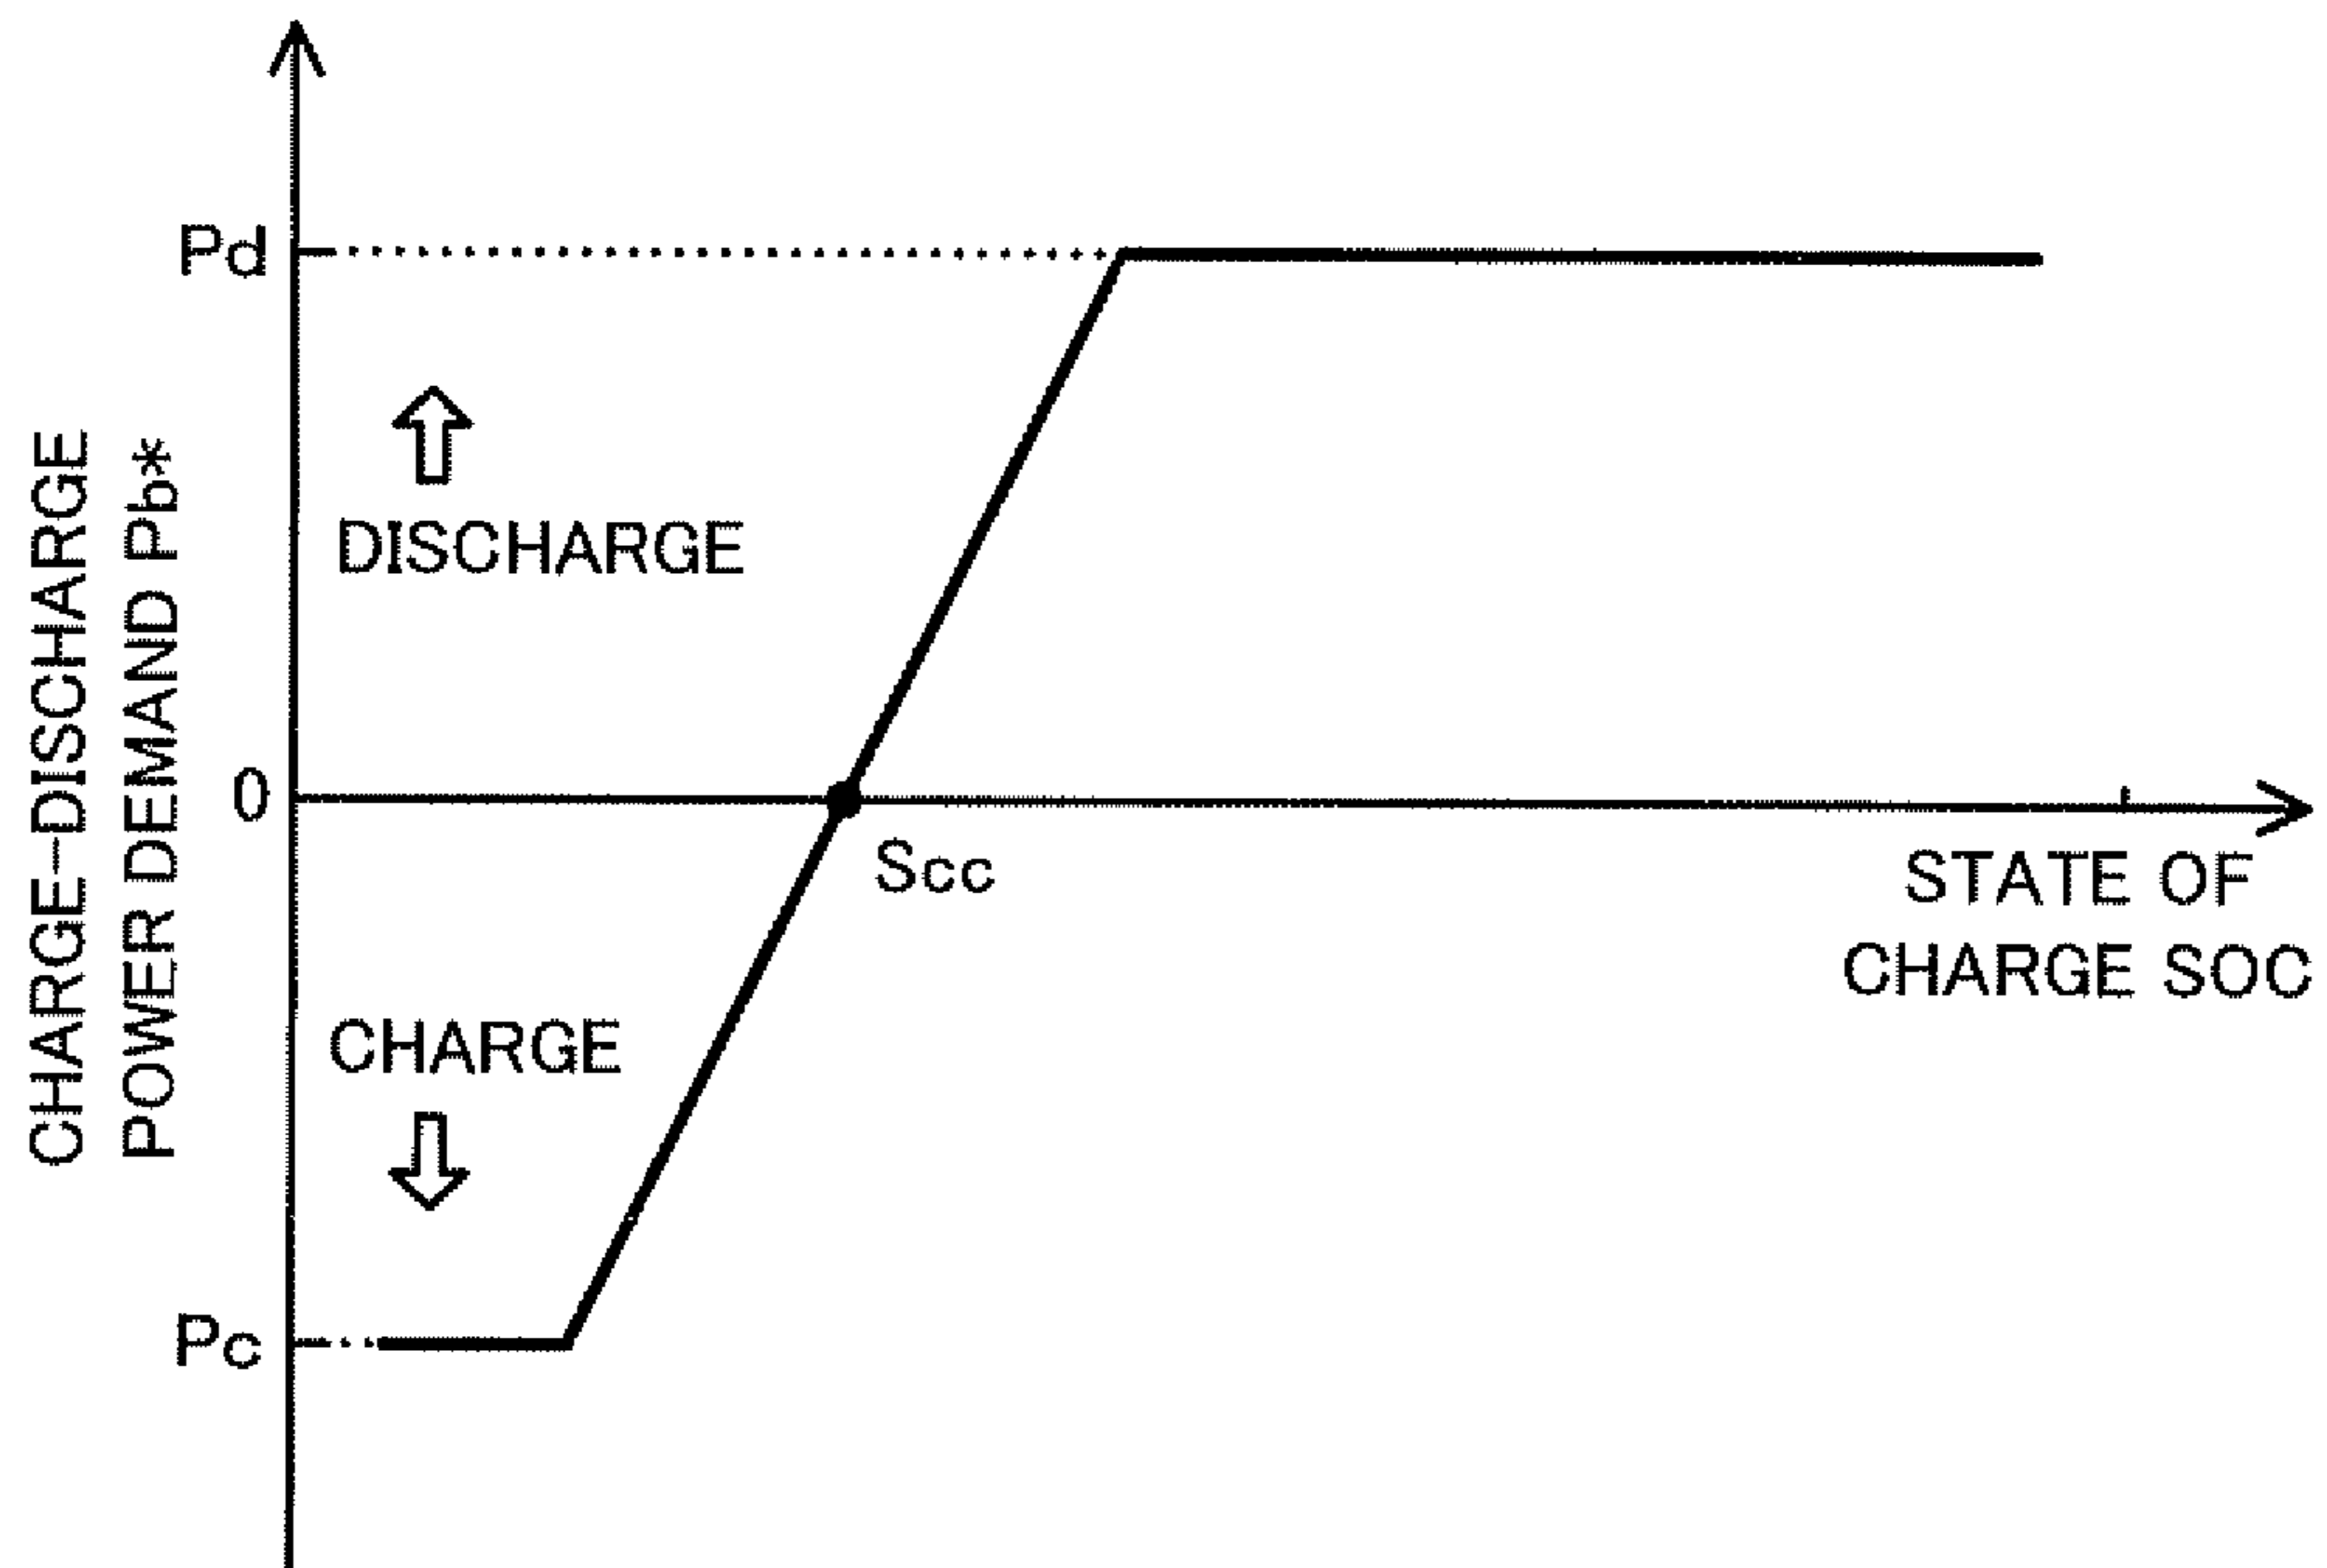 CHARGE-DISCHARGE
POWER DEMAND Pb*
Pd
DISCHARGE
0
Scc
STATE OF
CHARGE SOC
CHARGE
Pc